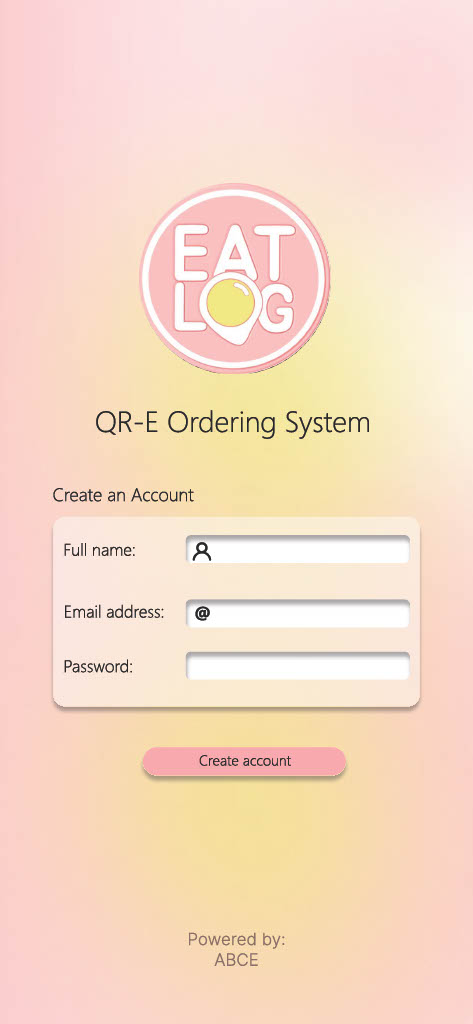 EAT
LOG
QR-E Ordering System
Create an Account
Full name:
Email address:
@
Password:
Create account
Powered by:
ABCE